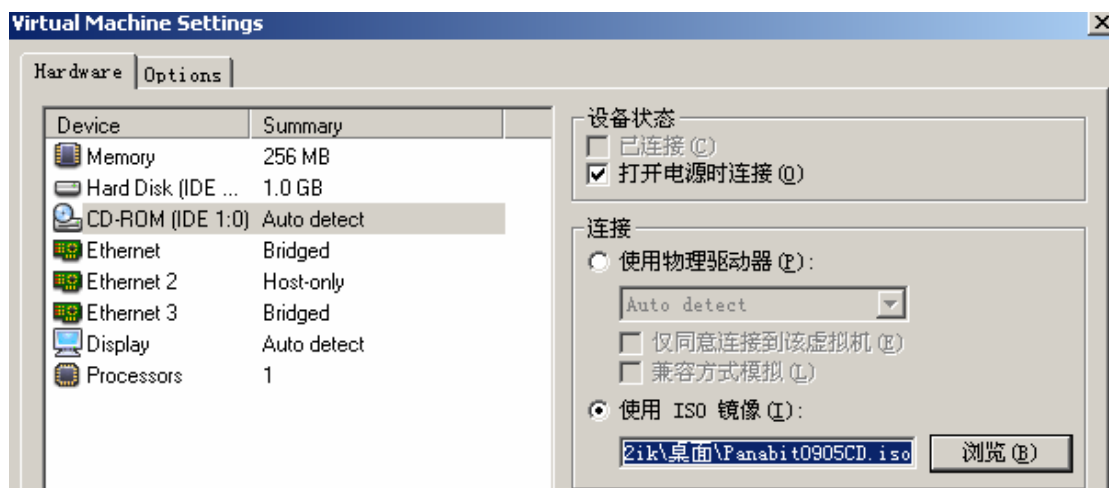 Virtual Machine Settings
Hardware Options
Device Summary
Memory 256 MB
Hard Disk (IDE ... 1.0 GB
CD-ROM (IDE 1:0) Auto detect
Ethernet Bridged
Ethernet 2 Host-only
Ethernet 3 Bridged
Display Auto detect
Processors 1
设备状态
已连接(C)
打开电源时连接(O)
连接
使用物理驱动器(P):
Auto detect
仅同意连接到该虚拟机(E)
兼容方式模拟(L)
使用 ISO 镜像(I):
2ik\桌面\Panabit0905CD.iso 浏览(B)